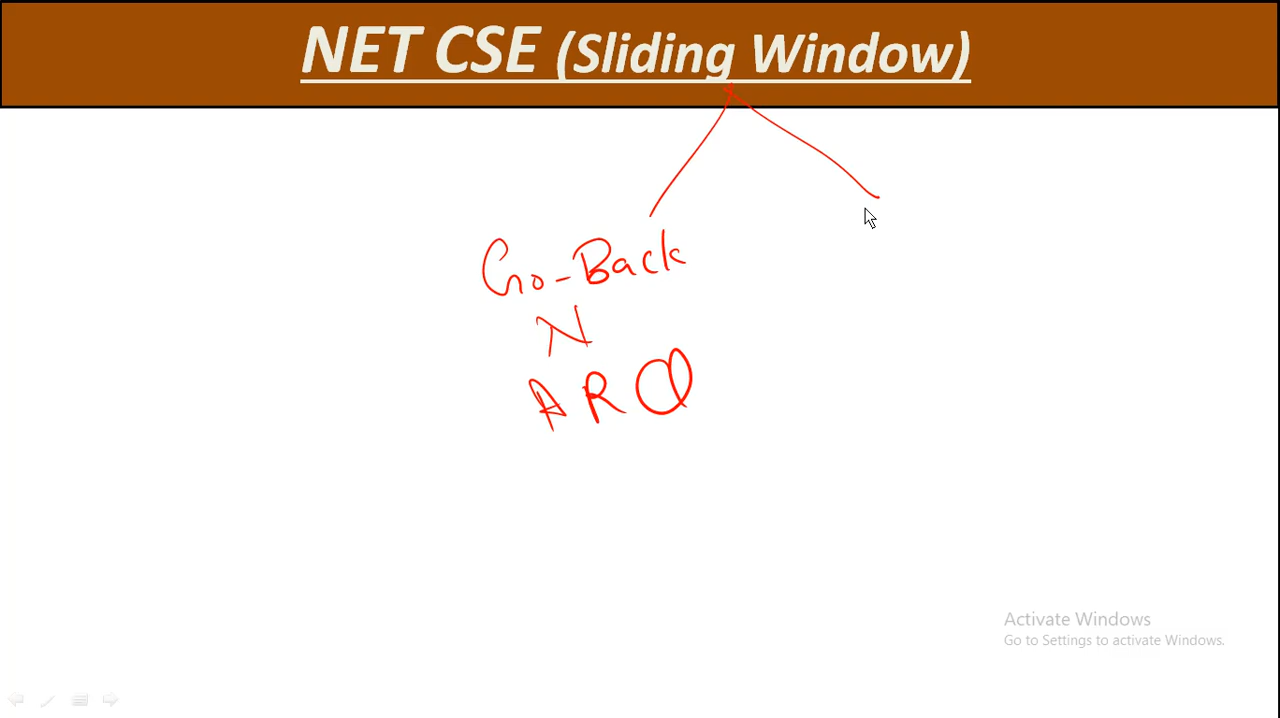 NET CSE (Sliding Window)
Go-Back
N
ARQ
Activate Windows
Go to Settings to activate Windows.